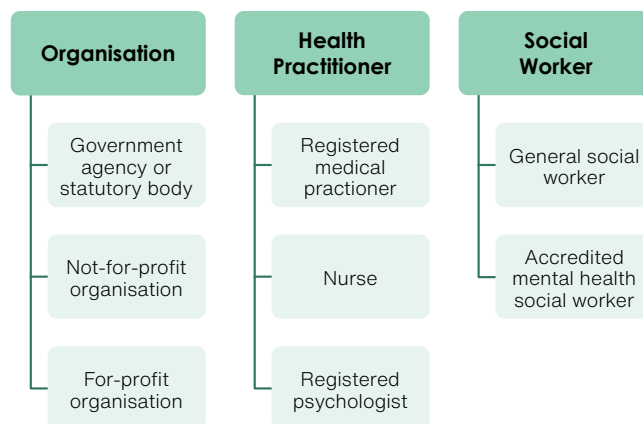 Organisation
Government
agency or
statutory body
Not-for-profit
organisation
For-profit
organisation
Health
Practitioner
Registered
medical
practioner
Nurse
Registered
psychologist
Social
Worker
General social
worker
Accredited
mental health
social worker